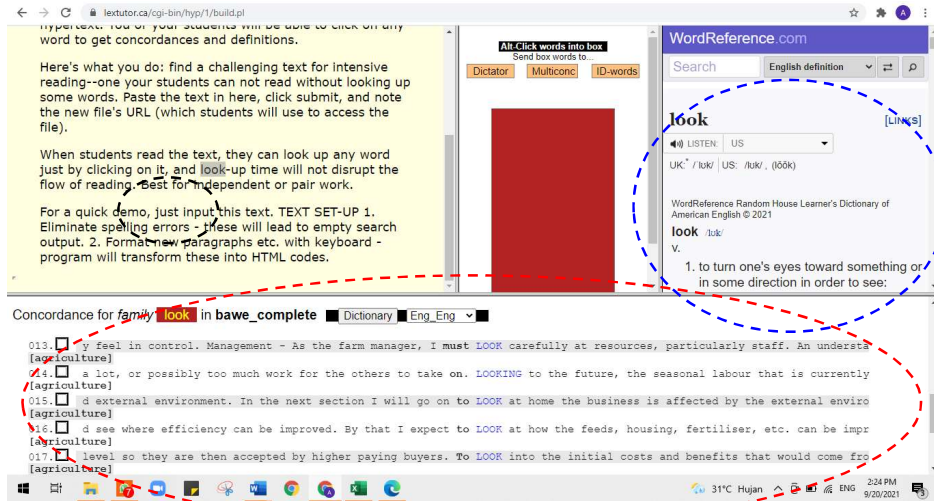 lextutor.ca/cgi-bin/hyp/1/build.pl
A
word to get concordances and definitions.
Here's what you do: find a challenging text for intensive
reading--one your students can not read without looking up
some words. Paste the text in here, click submit, and note
the new file's URL (which students will use to access the
file).
When students read the text, they can look up any word
just by clicking on it, and look-up time will not disrupt the
flow of reading. Best for independent or pair work.
For a quick demo, just input this text. TEXT SET-UP 1.
Eliminate spelling errors - these will lead to empty search
output. 2. Format new paragraphs etc. with keyboard -
program will transform these into HTML codes.
Alt-Click words into box
Send box words to...
Dictator Multiconc ID-words
WordReference.com
Search English definition
look [LINKS]
LISTEN: US
UK:* /ˈlʊk/ US: /lʊk/ , (lŏŏk)
WordReference Random House Learner's Dictionary of
American English © 2021
look /lʊk/
v.
1. to turn one's eyes toward something or
in some direction in order to see:
Concordance for family look in bawe_complete Dictionary Eng_Eng
013. y feel in control. Management - As the farm manager, I must LOOK carefully at resources, particularly staff. An understa
[agriculture]
014. a lot, or possibly too much work for the others to take on. LOOKING to the future, the seasonal labour that is currently
[agriculture]
015. d external environment. In the next section I will go on to LOOK at home the business is affected by the external enviro
[agriculture]
016. d see where efficiency can be improved. By that I expect to LOOK at how the feeds, housing, fertiliser, etc. can be impr
[agriculture]
017. level so they are then accepted by higher paying buyers. To LOOK into the initial costs and benefits that would come fro
[agriculture]
31°C Hujan ENG 2:24 PM
9/20/2021